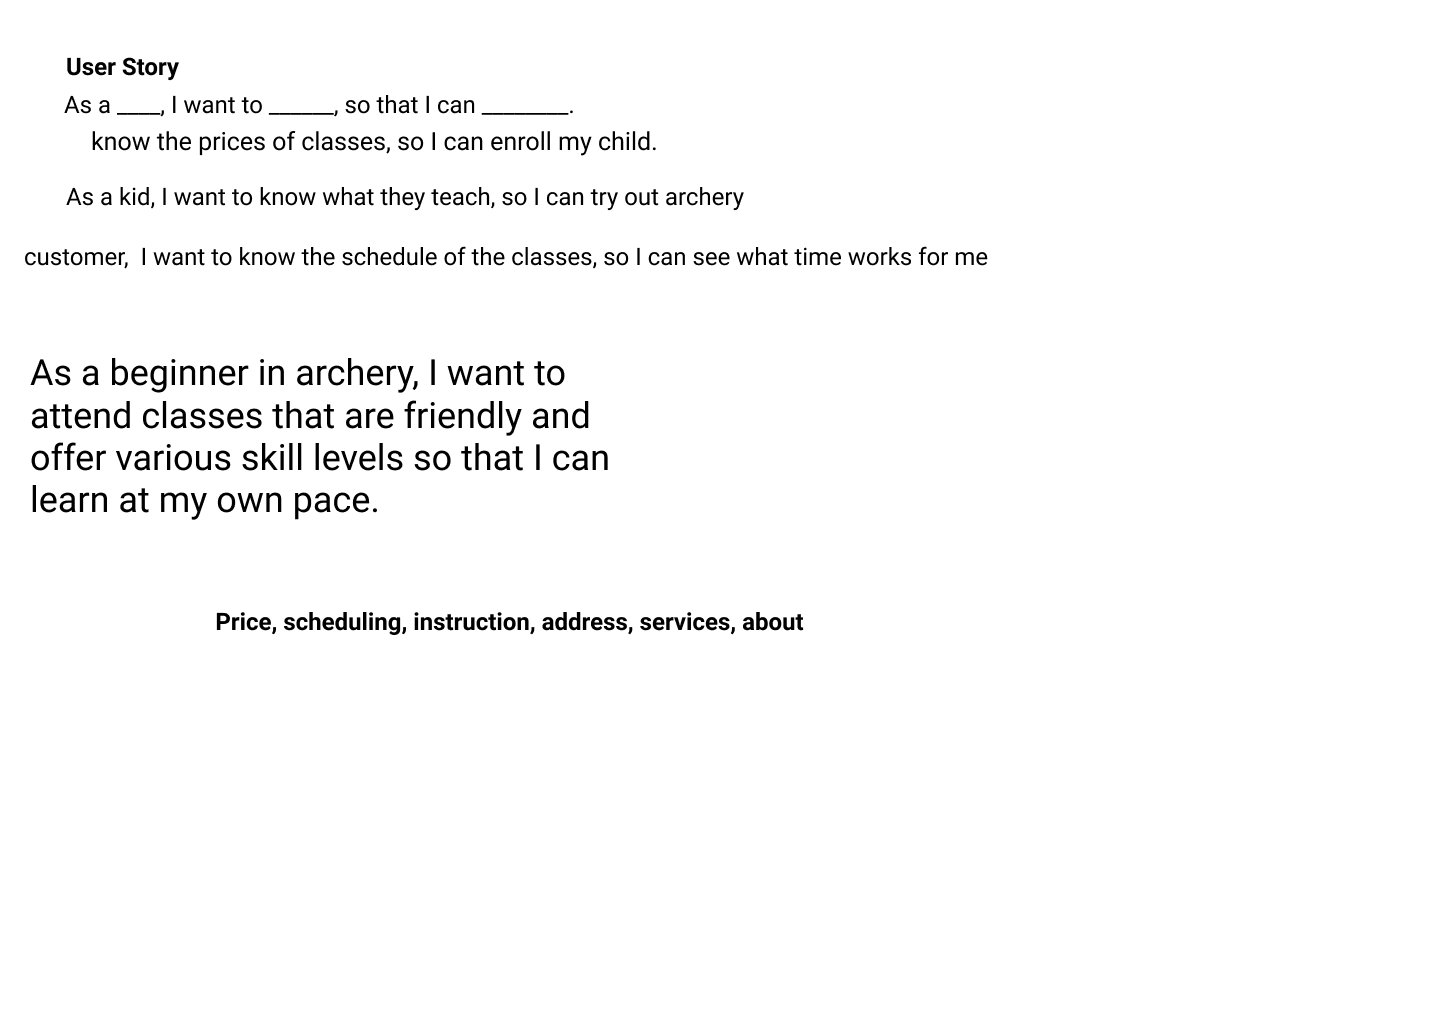 User Story
As a ____, I want to ______, so that I can ________.
know the prices of classes, so I can enroll my child.
As a kid, I want to know what they teach, so I can try out archery
customer,  I want to know the schedule of the classes, so I can see what time works for me
As a beginner in archery, I want to
attend classes that are friendly and
offer various skill levels so that I can
learn at my own pace.
Price, scheduling, instruction, address, services, about